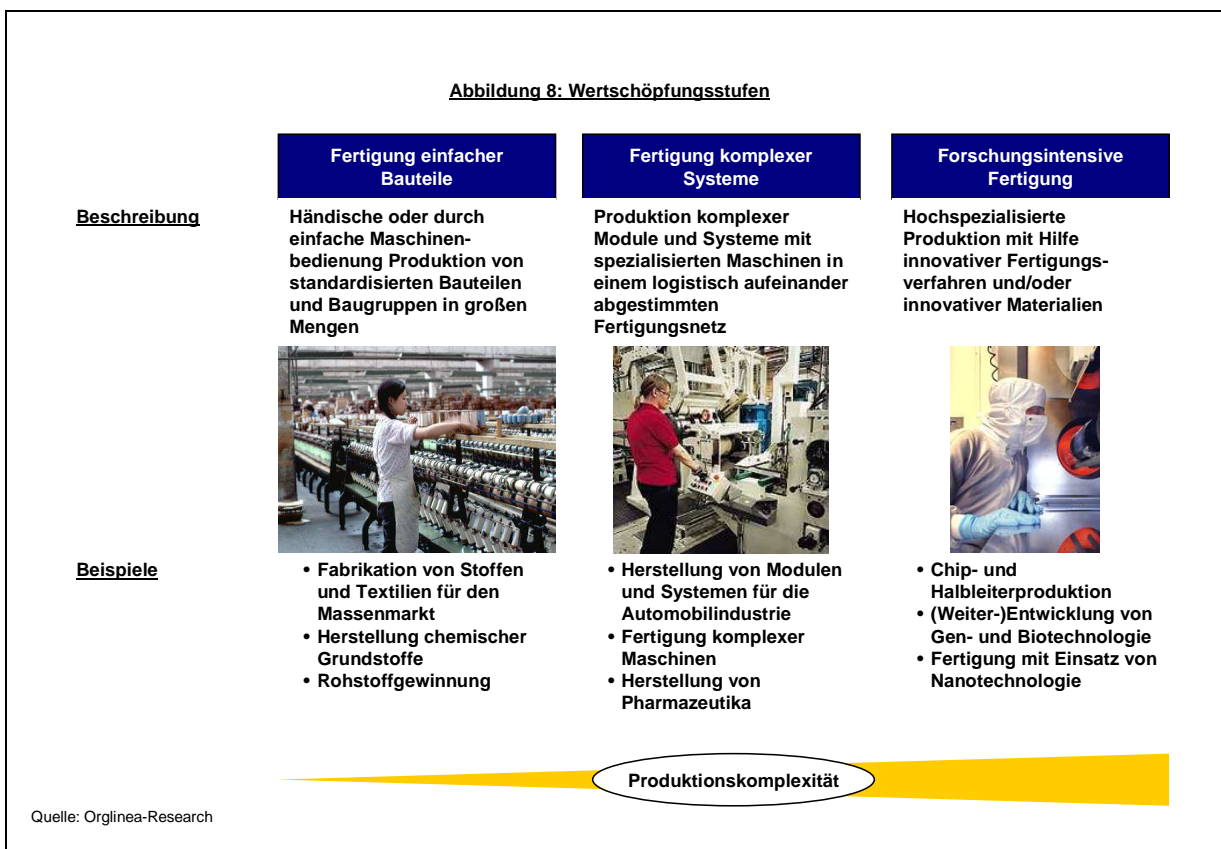 Abbildung 8: Wertschöpfungsstufen
Fertigung einfacher
Bauteile
Fertigung komplexer
Systeme
Forschungsintensive
Fertigung
Beschreibung
Händische oder durch
einfache Maschinen-
bedienung Produktion von
standardisierten Bauteilen
und Baugruppen in großen
Mengen
Produktion komplexer
Module und Systeme mit
spezialisierten Maschinen in
einem logistisch aufeinander
abgestimmten
Fertigungsnetz
Hochspezialisierte
Produktion mit Hilfe
innovativer Fertigungs-
verfahren und/oder
innovativer Materialien
Beispiele
• Fabrikation von Stoffen
und Textilien für den
Massenmarkt
• Herstellung chemischer
Grundstoffe
• Rohstoffgewinnung
• Herstellung von Modulen
und Systemen für die
Automobilindustrie
• Fertigung komplexer
Maschinen
• Herstellung von
Pharmazeutika
• Chip- und
Halbleiterproduktion
• (Weiter-)Entwicklung von
Gen- und Biotechnologie
• Fertigung mit Einsatz von
Nanotechnologie
Produktionskomplexität
Quelle: Orglinea-Research